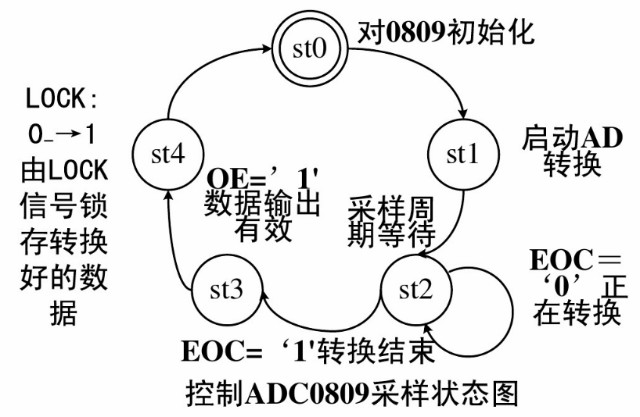 st0
对0809初始化
st1
启动AD
转换
采样周
期等待
st2
EOC＝
‘0’正
在转换
EOC=‘1'转换结束
st3
OE=’1'
数据输出
有效
st4
LOCK:
0_→1
由LOCK
信号锁
存转换
好的数
据
控制ADC0809采样状态图